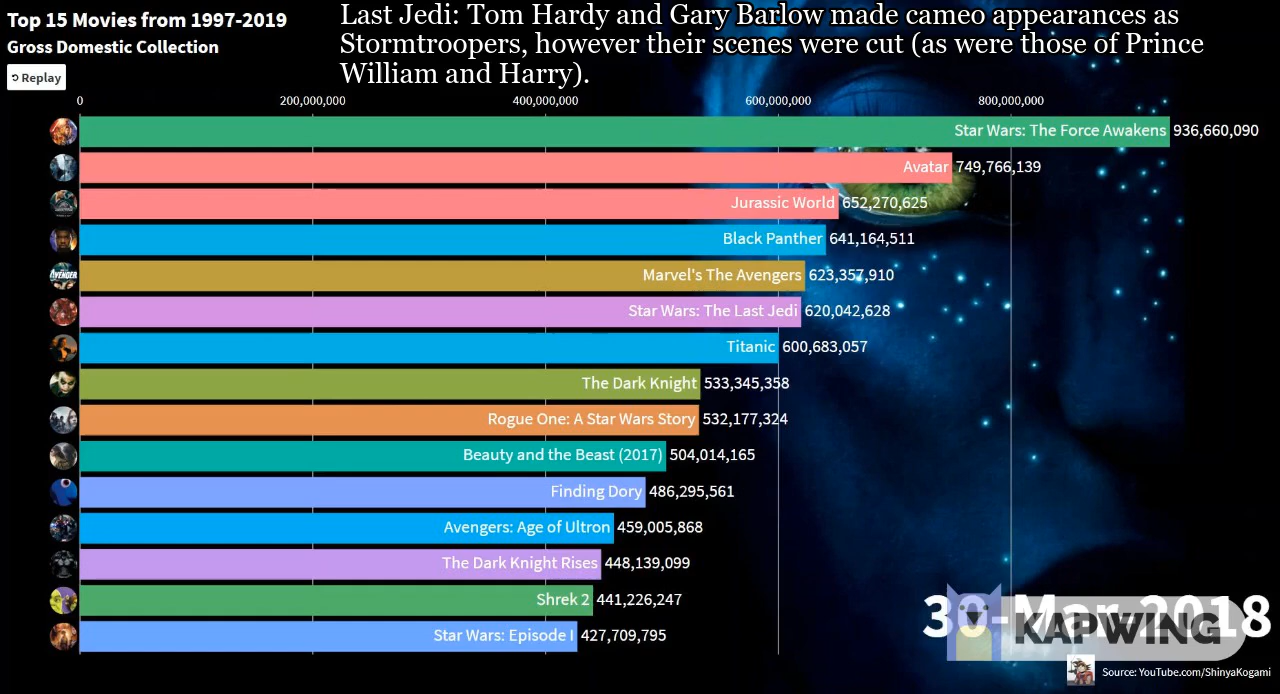 Top 15 Movies from 1997-2019
Gross Domestic Collection
Replay
Last Jedi: Tom Hardy and Gary Barlow made cameo appearances as
Stormtroopers, however their scenes were cut (as were those of Prince
William and Harry).
0 200,000,000 400,000,000 600,000,000 800,000,000
Star Wars: The Force Awakens 936,660,090
Avatar 749,766,139
Jurassic World 652,270,625
Black Panther 641,164,511
Marvel's The Avengers 623,357,910
Star Wars: The Last Jedi 620,042,628
Titanic 600,683,057
The Dark Knight 533,345,358
Rogue One: A Star Wars Story 532,177,324
Beauty and the Beast (2017) 504,014,165
Finding Dory 486,295,561
Avengers: Age of Ultron 459,005,868
The Dark Knight Rises 448,139,099
Shrek 2 441,226,247
Star Wars: Episode I 427,709,795
30-Mar-2018
KAPWING
Source: YouTube.com/ShinyaKogami